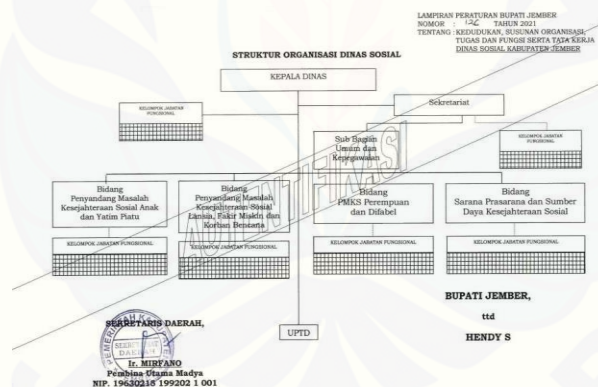 LAMPIRAN PERATURAN BUPATI JEMBER
NOMOR : 126 TAHUN 2021
TENTANG : KEDUDUKAN, SUSUNAN ORGANISASI,
TUGAS DAN FUNGSI SERTA TATA KERJA
DINAS SOSIAL KABUPATEN JEMBER
STRUKTUR ORGANISASI DINAS SOSIAL
KEPALA DINAS
KELOMPOK JABATAN
FUNGSIONAL
Sekretariat
Sub Bagian
Umum dan
Kepegawaian
KELOMPOK JABATAN
FUNGSIONAL
Bidang
Penyandang Masalah
Kesejahteraan Sosial Anak
dan Yatim Piatu
Bidang
Penyandang Masalah
Kesejahteraan Sosial
Lansia, Fakir Miskin dan
Korban Bencana
Bidang
PMKS Perempuan
dan Difabel
Bidang
Sarana Prasarana dan Sumber
Daya Kesejahteraan Sosial
KELOMPOK JABATAN FUNGSIONAL
KELOMPOK JABATAN FUNGSIONAL
KELOMPOK JABATAN FUNGSIONAL
KELOMPOK JABATAN FUNGSIONAL
AUTENTIFIKASI
UPTD
BUPATI JEMBER,
ttd
HENDY S
SEKRETARIS DAERAH,
Ir. MIRFANO
Pembina Utama Madya
NIP. 19630213 199202 1 001